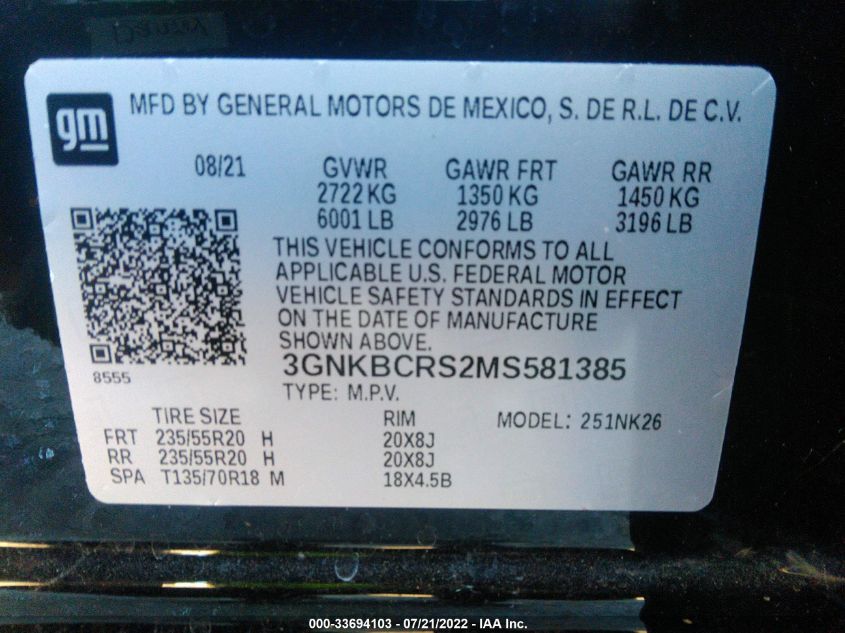 gm
MFD BY GENERAL MOTORS DE MEXICO, S. DE R.L. DE C.V.
08/21 GVWR GAWR FRT GAWR RR
2722 KG 1350 KG 1450 KG
6001 LB 2976 LB 3196 LB
THIS VEHICLE CONFORMS TO ALL
APPLICABLE U.S. FEDERAL MOTOR
VEHICLE SAFETY STANDARDS IN EFFECT
ON THE DATE OF MANUFACTURE
SHOWN ABOVE.
3GNKBCRS2MS581385
8555
TYPE: M.P.V.
TIRE SIZE RIM MODEL: 251NK26
FRT 235/55R20 H 20X8J
RR 235/55R20 H 20X8J
SPA T135/70R18 M 18X4.5B
000-33694103 - 07/21/2022 - IAA Inc.